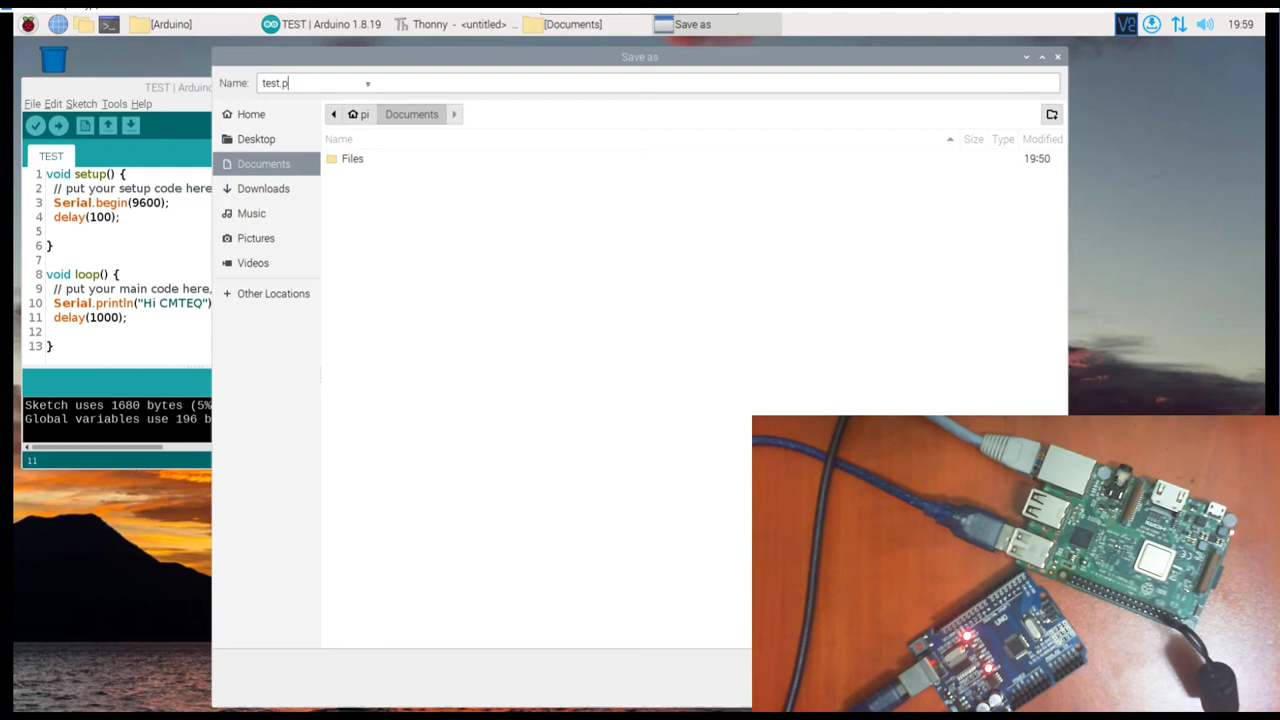 [Arduino]
TEST | Arduino 1.8.19
Thonny - <untitled> ...
[Documents]
Save as
19:59
Save as
Name: test.p
TEST | Arduino
File Edit Sketch Tools Help
TEST
1 void setup() {
2 // put your setup code here
3 Serial.begin(9600);
4 delay(100);
5
6 }
7
8 void loop() {
9 // put your main code here,
10 Serial.println("Hi CMTEQ")
11 delay(1000);
12
13 }
Sketch uses 1680 bytes (5%
Global variables use 196 b
11
Home
Desktop
Documents
Downloads
Music
Pictures
Videos
+ Other Locations
pi
Documents
Name
Size
Type
Modified
Files
19:50
UNO